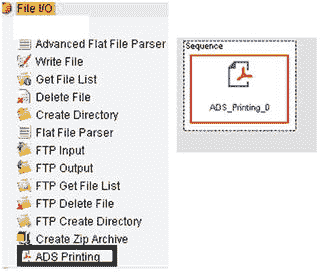 File I/O
Advanced Flat File Parser
Write File
Get File List
Delete File
Create Directory
Flat File Parser
FTP Input
FTP Output
FTP Get File List
FTP Delete File
FTP Create Directory
Create Zip Archive
ADS Printing
Sequence
ADS_Printing_0